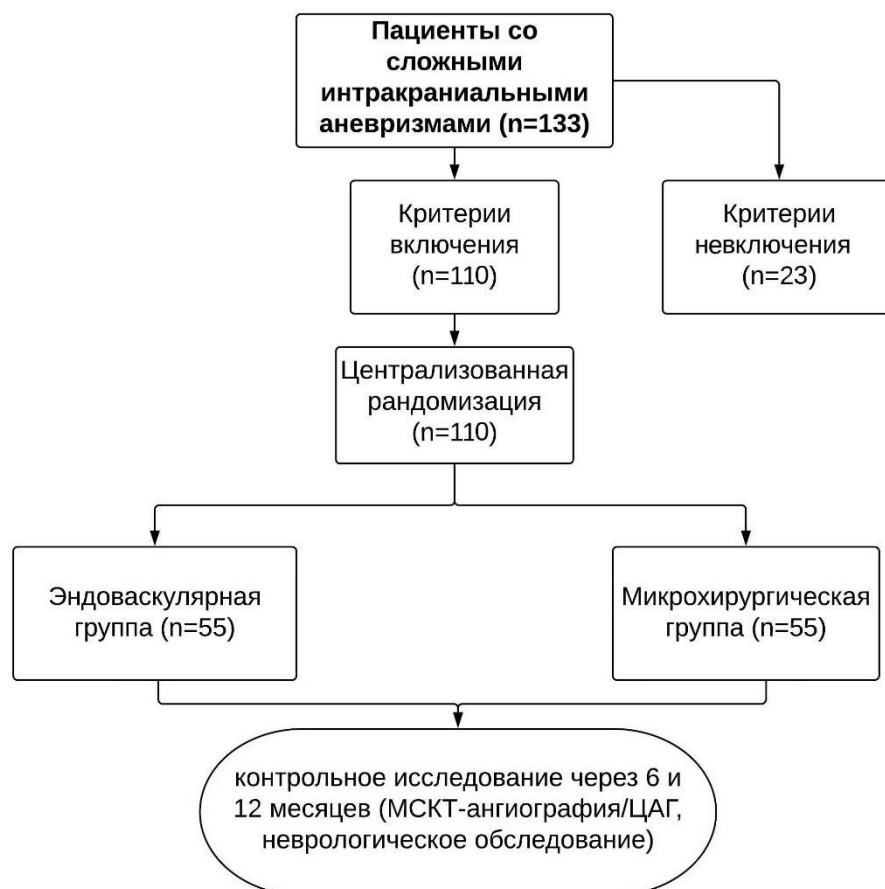 Пациенты со
сложными
интракраниальными
аневризмами (n=133)
Критерии
включения
(n=110)
Критерии
невключения
(n=23)
Централизованная
рандомизация
(n=110)
Эндоваскулярная
группа (n=55)
Микрохирургическая
группа (n=55)
контрольное исследование через 6 и
12 месяцев (МСКТ-ангиография/ЦАГ,
неврологическое обследование)